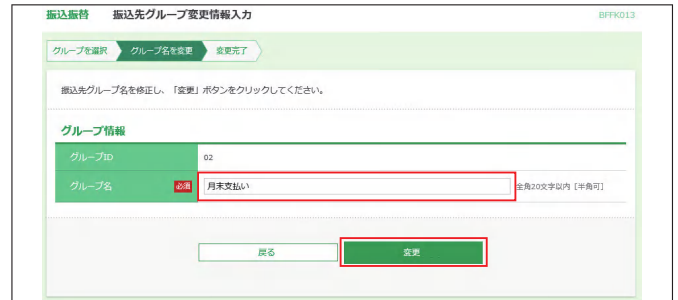 振込振替 振込先グループ変更情報入力 BFFK013
グループを選択 グループ名を変更 変更完了
振込先グループ名を修正し、「変更」ボタンをクリックしてください。
グループ情報
グループID 02
グループ名 必須 月末支払い 全角20文字以内［半角可］
戻る 変更